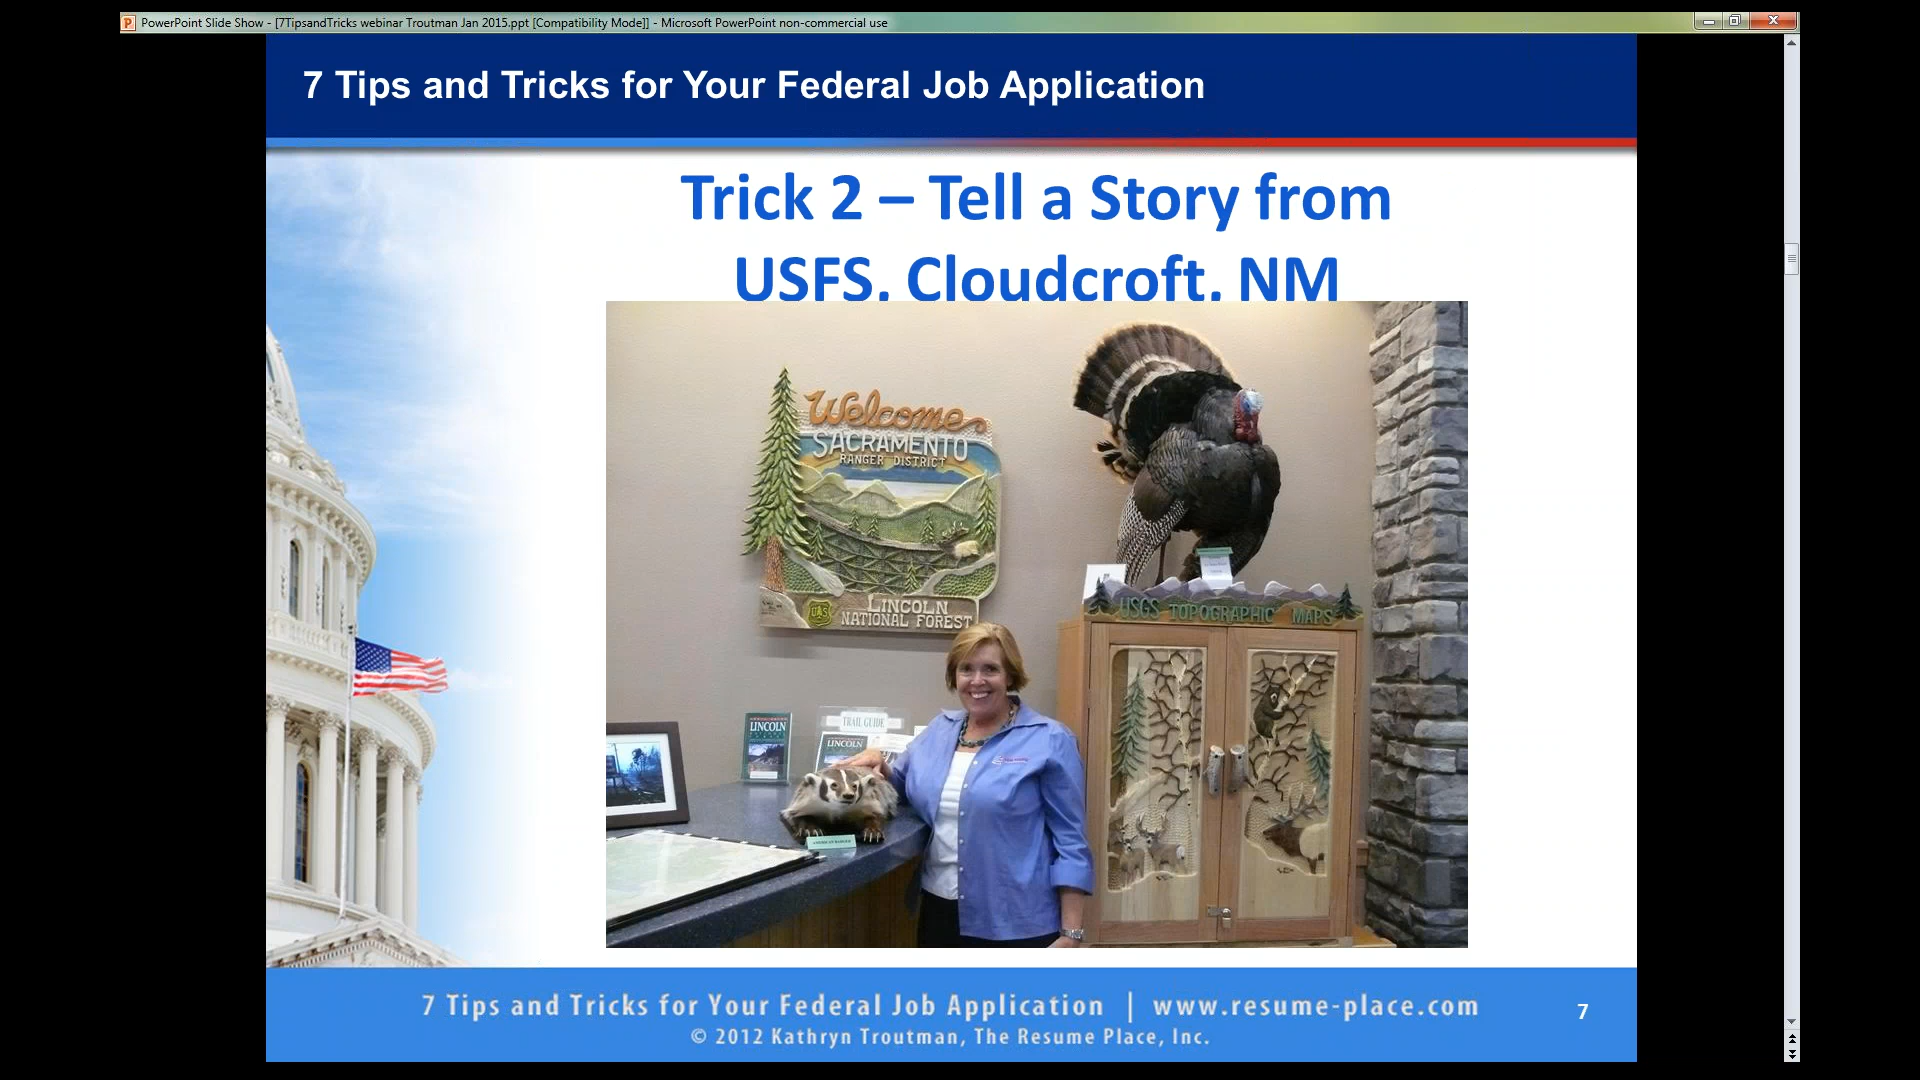 PowerPoint Slide Show - [7TipsandTricks webinar Troutman Jan 2015.ppt [Compatibility Mode]] - Microsoft PowerPoint non-commercial use
7 Tips and Tricks for Your Federal Job Application
Trick 2 – Tell a Story from
USFS, Cloudcroft, NM
Welcome
SACRAMENTO
RANGER DISTRICT
LINCOLN
NATIONAL FOREST
UAS
USGS TOPOGRAPHIC MAPS
LINCOLN
TRAIL GUIDE
LINCOLN
AMERICAN BADGER
7 Tips and Tricks for Your Federal Job Application | www.resume-place.com
7
© 2012 Kathryn Troutman, The Resume Place, Inc.